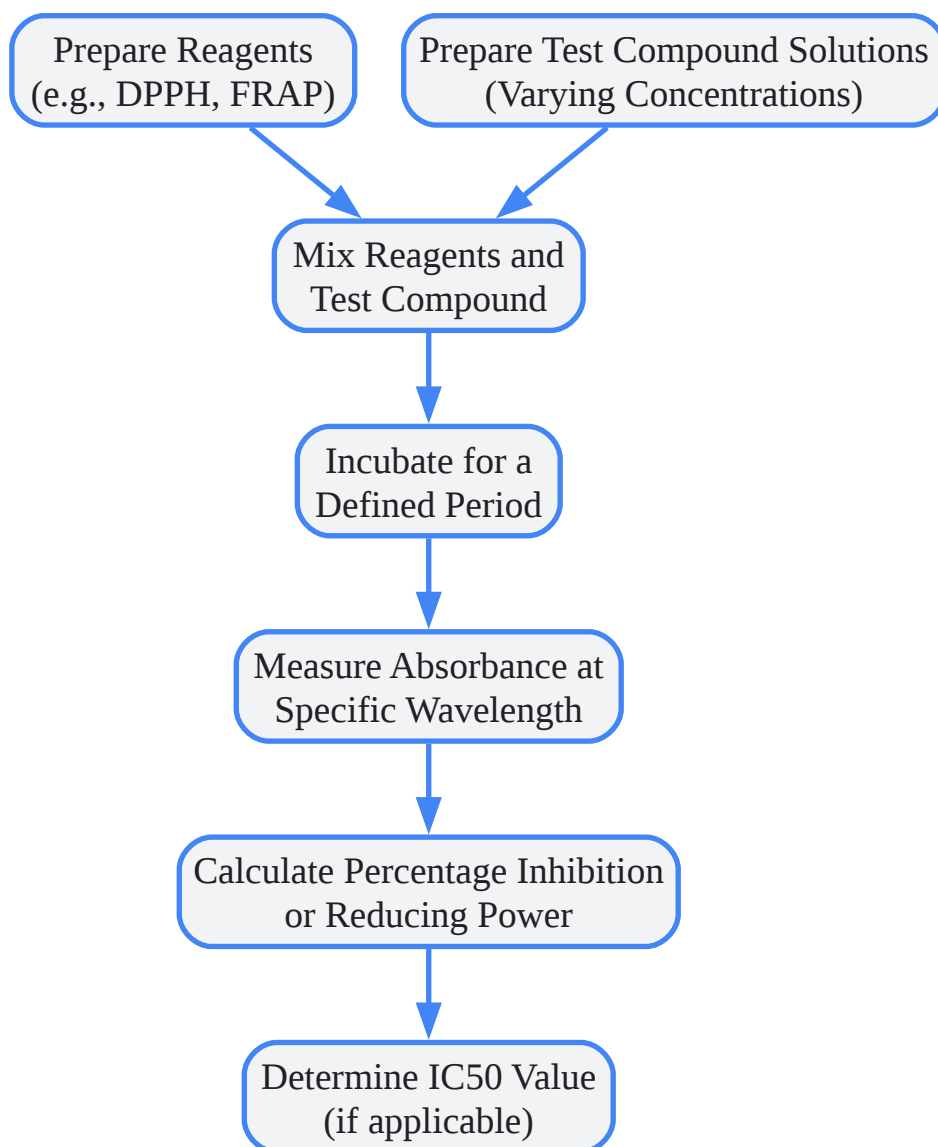 Prepare Reagents
(e.g., DPPH, FRAP)
Prepare Test Compound Solutions
(Varying Concentrations)
Mix Reagents and
Test Compound
Incubate for a
Defined Period
Measure Absorbance at
Specific Wavelength
Calculate Percentage Inhibition
or Reducing Power
Determine IC50 Value
(if applicable)